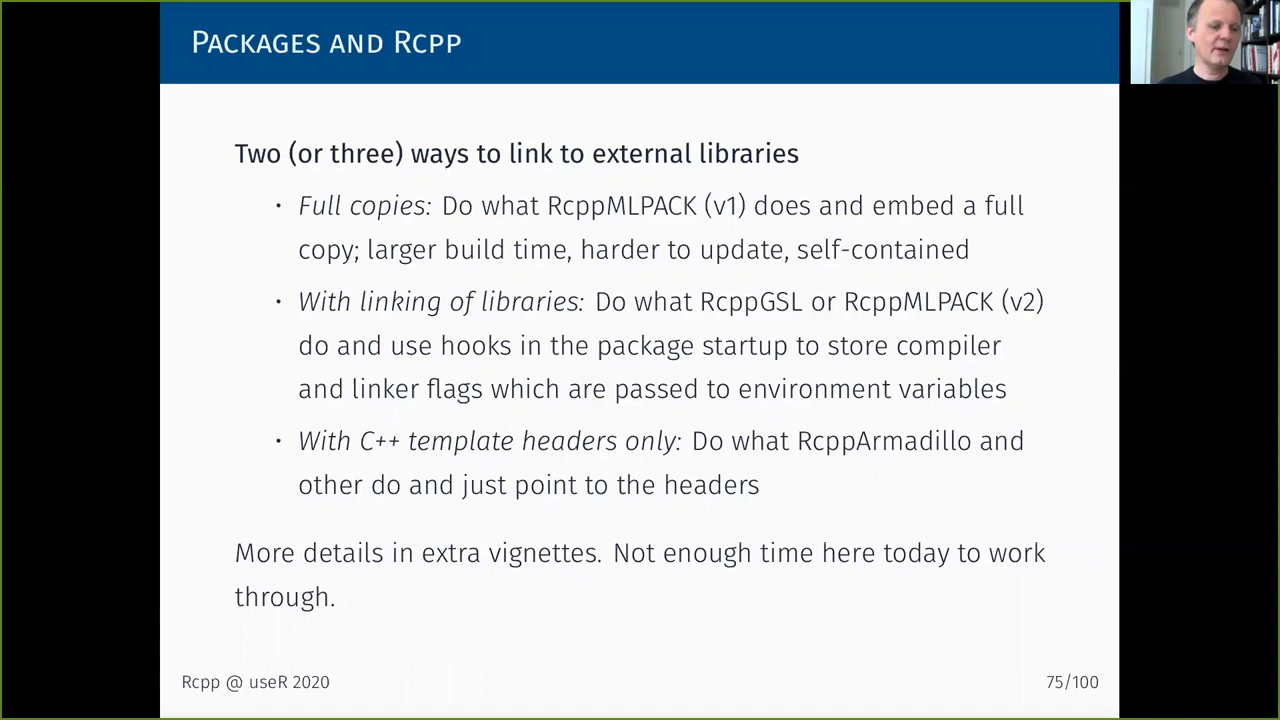 Packages and Rcpp
Two (or three) ways to link to external libraries
• Full copies: Do what RcppMLPACK (v1) does and embed a full
copy; larger build time, harder to update, self-contained
• With linking of libraries: Do what RcppGSL or RcppMLPACK (v2)
do and use hooks in the package startup to store compiler
and linker flags which are passed to environment variables
• With C++ template headers only: Do what RcppArmadillo and
other do and just point to the headers
More details in extra vignettes. Not enough time here today to work
through.
Rcpp @ useR 2020
75/100